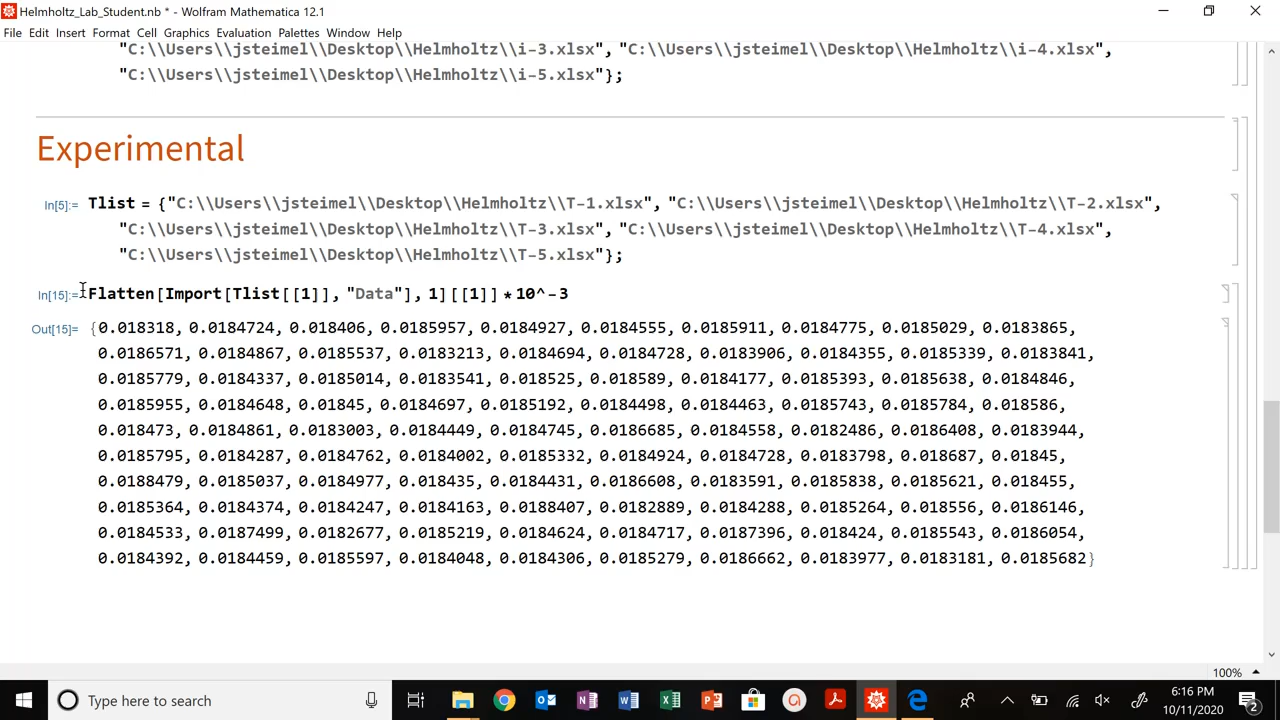 Helmholtz_Lab_Student.nb * - Wolfram Mathematica 12.1
File Edit Insert Format Cell Graphics Evaluation Palettes Window Help
"C:\\Users\\jsteimel\\Desktop\\Helmholtz\\i-3.xlsx", "C:\\Users\\jsteimel\\Desktop\\Helmholtz\\i-4.xlsx",
"C:\\Users\\jsteimel\\Desktop\\Helmholtz\\i-5.xlsx"};
Experimental
In[5]:= Tlist = {"C:\\Users\\jsteimel\\Desktop\\Helmholtz\\T-1.xlsx", "C:\\Users\\jsteimel\\Desktop\\Helmholtz\\T-2.xlsx",
"C:\\Users\\jsteimel\\Desktop\\Helmholtz\\T-3.xlsx", "C:\\Users\\jsteimel\\Desktop\\Helmholtz\\T-4.xlsx",
"C:\\Users\\jsteimel\\Desktop\\Helmholtz\\T-5.xlsx"};
In[15]:= Flatten[Import[Tlist[[1]], "Data"], 1][[1]] * 10^-3
Out[15]= {0.018318, 0.0184724, 0.018406, 0.0185957, 0.0184927, 0.0184555, 0.0185911, 0.0184775, 0.0185029, 0.0183865,
0.0186571, 0.0184867, 0.0185537, 0.0183213, 0.0184694, 0.0184728, 0.0183906, 0.0184355, 0.0185339, 0.0183841,
0.0185779, 0.0184337, 0.0185014, 0.0183541, 0.018525, 0.018589, 0.0184177, 0.0185393, 0.0185638, 0.0184846,
0.0185955, 0.0184648, 0.01845, 0.0184697, 0.0185192, 0.0184498, 0.0184463, 0.0185743, 0.0185784, 0.018586,
0.018473, 0.0184861, 0.0183003, 0.0184449, 0.0184745, 0.0186685, 0.0184558, 0.0182486, 0.0186408, 0.0183944,
0.0185795, 0.0184287, 0.0184762, 0.0184002, 0.0185332, 0.0184924, 0.0184728, 0.0183798, 0.018687, 0.01845,
0.0188479, 0.0185037, 0.0184977, 0.018435, 0.0184431, 0.0186608, 0.0183591, 0.0185838, 0.0185621, 0.018455,
0.0185364, 0.0184374, 0.0184247, 0.0184163, 0.0188407, 0.0182889, 0.0184288, 0.0185264, 0.018556, 0.0186146,
0.0184533, 0.0187499, 0.0182677, 0.0185219, 0.0184624, 0.0184717, 0.0187396, 0.018424, 0.0185543, 0.0186054,
0.0184392, 0.0184459, 0.0185597, 0.0184048, 0.0184306, 0.0185279, 0.0186662, 0.0183977, 0.0183181, 0.0185682}
100%
Type here to search
6:16 PM
10/11/2020
2